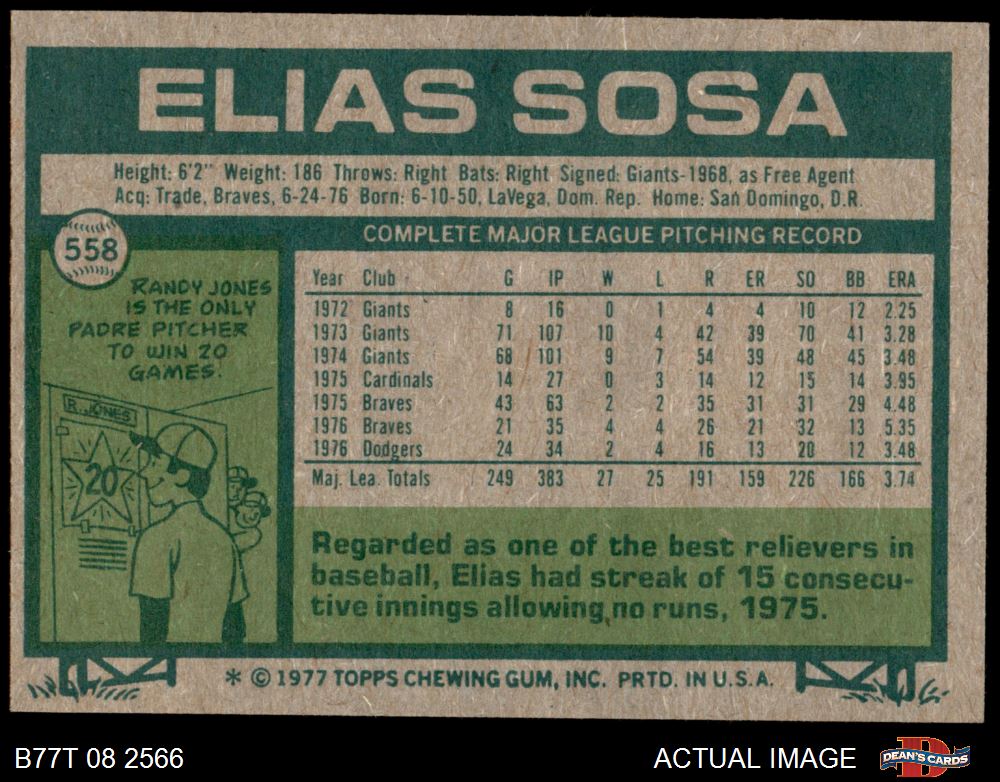 ELIAS SOSA
Height: 6'2" Weight: 186 Throws: Right Bats: Right Signed: Giants-1968, as Free Agent
Acq: Trade, Braves, 6-24-76 Born: 6-10-50, LaVega, Dom. Rep. Home: San Domingo, D.R.
558
COMPLETE MAJOR LEAGUE PITCHING RECORD
RANDY JONES
IS THE ONLY
PADRE PITCHER
TO WIN 20
GAMES.
R. JONES
20
Year Club G IP W L R ER SO BB ERA
1972 Giants 8 16 0 1 4 4 10 12 2.25
1973 Giants 71 107 10 4 42 39 70 41 3.28
1974 Giants 68 101 9 7 54 39 48 45 3.48
1975 Cardinals 14 27 0 3 14 12 15 14 3.95
1975 Braves 43 63 2 2 35 31 31 29 4.48
1976 Braves 21 35 4 4 26 21 32 13 5.35
1976 Dodgers 24 34 2 4 16 13 20 12 3.48
Maj. Lea. Totals 249 383 27 25 191 159 226 166 3.74
Regarded as one of the best relievers in
baseball, Elias had streak of 15 consecu-
tive innings allowing no runs, 1975.
* © 1977 TOPPS CHEWING GUM, INC. PRTD. IN U.S.A.
B77T 08 2566
ACTUAL IMAGE
DEAN'S CARDS